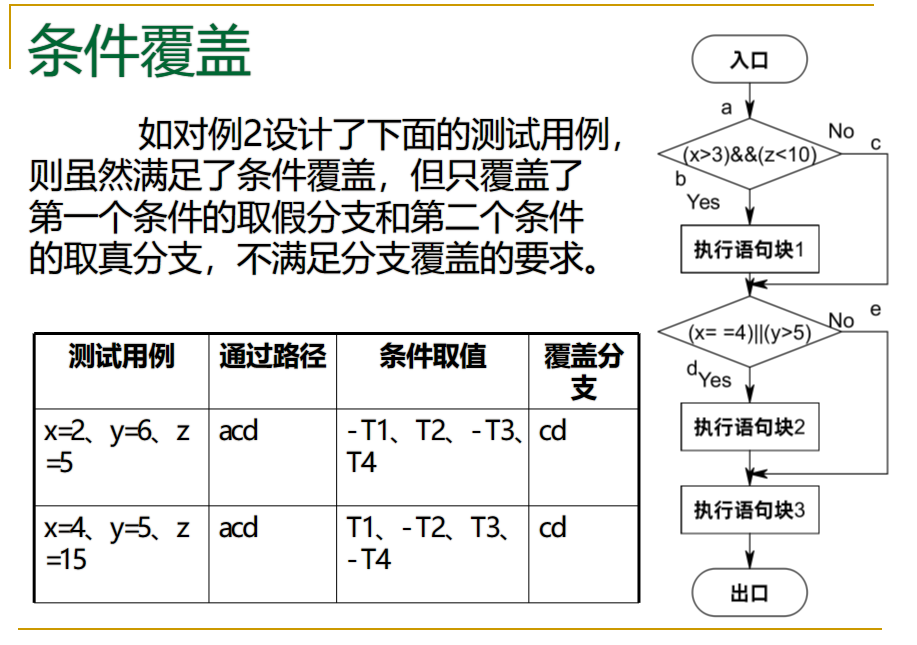 条件覆盖
如对例2设计了下面的测试用例，
则虽然满足了条件覆盖，但只覆盖了
第一个条件的取假分支和第二个条件
的取真分支，不满足分支覆盖的要求。
测试用例 通过路径 条件取值 覆盖分
支
x=2、y=6、z acd -T1、T2、-T3、 cd
=5 T4
x=4、y=5、z acd T1、-T2、T3、 cd
=15 -T4
入口
a
(x>3)&&(z<10)
No
c
b
Yes
执行语句块1
(x= =4)||(y>5)
No
e
d
Yes
执行语句块2
执行语句块3
出口